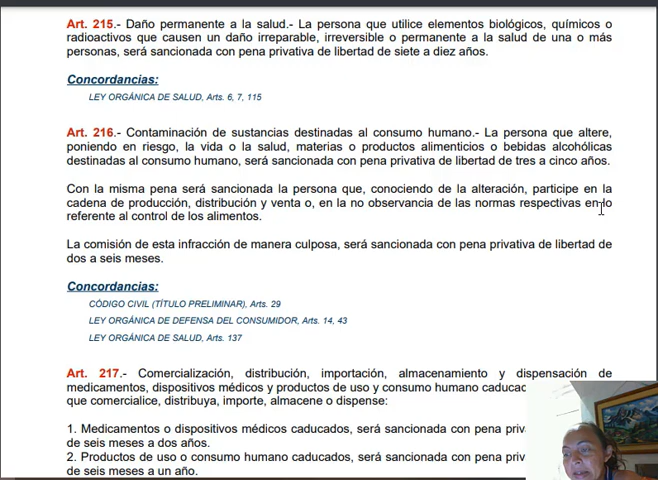 Art. 215.- Daño permanente a la salud.- La persona que utilice elementos biológicos, químicos o
radioactivos que causen un daño irreparable, irreversible o permanente a la salud de una o más
personas, será sancionada con pena privativa de libertad de siete a diez años.
Concordancias:
LEY ORGÁNICA DE SALUD, Arts. 6, 7, 115
Art. 216.- Contaminación de sustancias destinadas al consumo humano.- La persona que altere,
poniendo en riesgo, la vida o la salud, materias o productos alimenticios o bebidas alcohólicas
destinadas al consumo humano, será sancionada con pena privativa de libertad de tres a cinco años.
Con la misma pena será sancionada la persona que, conociendo de la alteración, participe en la
cadena de producción, distribución y venta o, en la no observancia de las normas respectivas en lo
referente al control de los alimentos.
La comisión de esta infracción de manera culposa, será sancionada con pena privativa de libertad de
dos a seis meses.
Concordancias:
CÓDIGO CIVIL (TÍTULO PRELIMINAR), Arts. 29
LEY ORGÁNICA DE DEFENSA DEL CONSUMIDOR, Arts. 14, 43
LEY ORGÁNICA DE SALUD, Arts. 137
Art. 217.- Comercialización, distribución, importación, almacenamiento y dispensación de
medicamentos, dispositivos médicos y productos de uso y consumo humano
que comercialice, distribuya, importe, almacene o dispense:
1. Medicamentos o dispositivos médicos caducados, será sancionada con pena
de seis meses a dos años.
2. Productos de uso o consumo humano caducados, será sancionada con pena
de seis meses a un año.